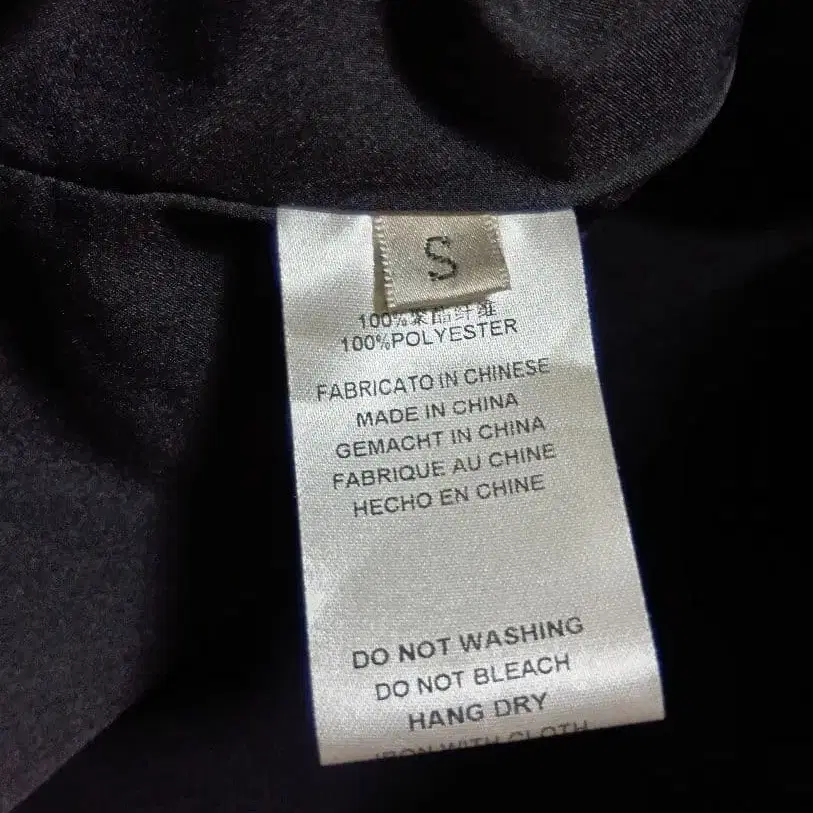 S
100%聚酯纤维
100%POLYESTER
FABRICATO IN CHINESE
MADE IN CHINA
GEMACHT IN CHINA
FABRIQUE AU CHINE
HECHO EN CHINE
DO NOT WASHING
DO NOT BLEACH
HANG DRY
IRON WITH CLOTH